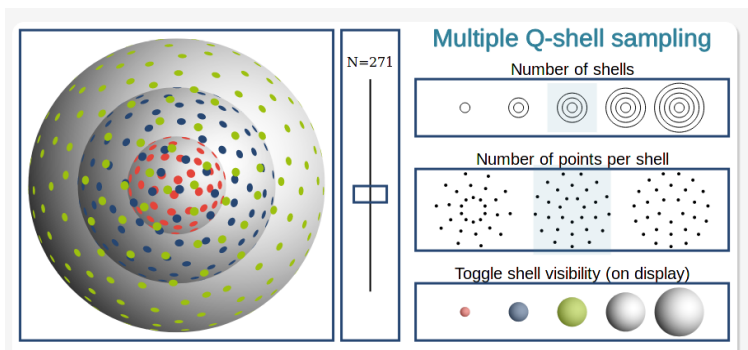 Multiple Q-shell sampling
N=271
Number of shells
Number of points per shell
Toggle shell visibility (on display)